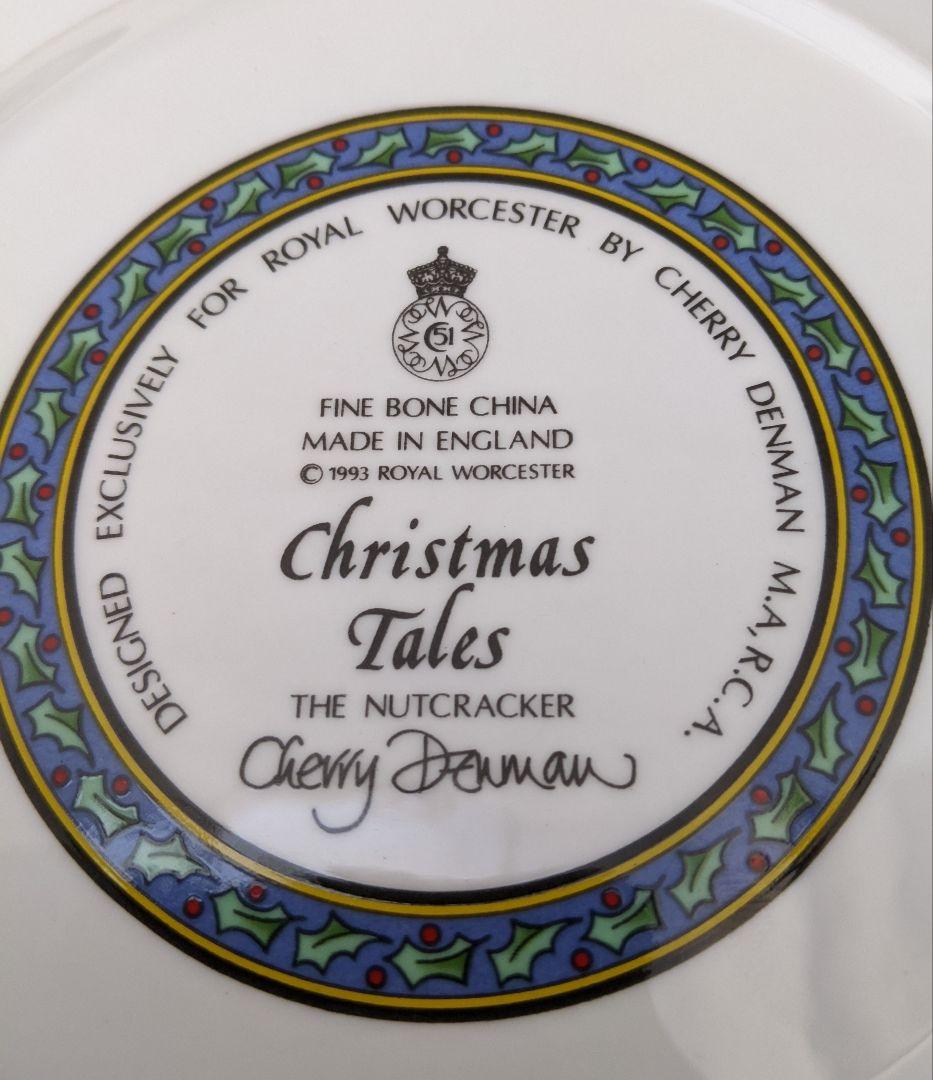 DESIGNED EXCLUSIVELY FOR ROYAL WORCESTER BY CHERRY DENMAN M.A.R.C.A.
51
FINE BONE CHINA
MADE IN ENGLAND
© 1993 ROYAL WORCESTER
Christmas
Tales
THE NUTCRACKER
Cherry Denman